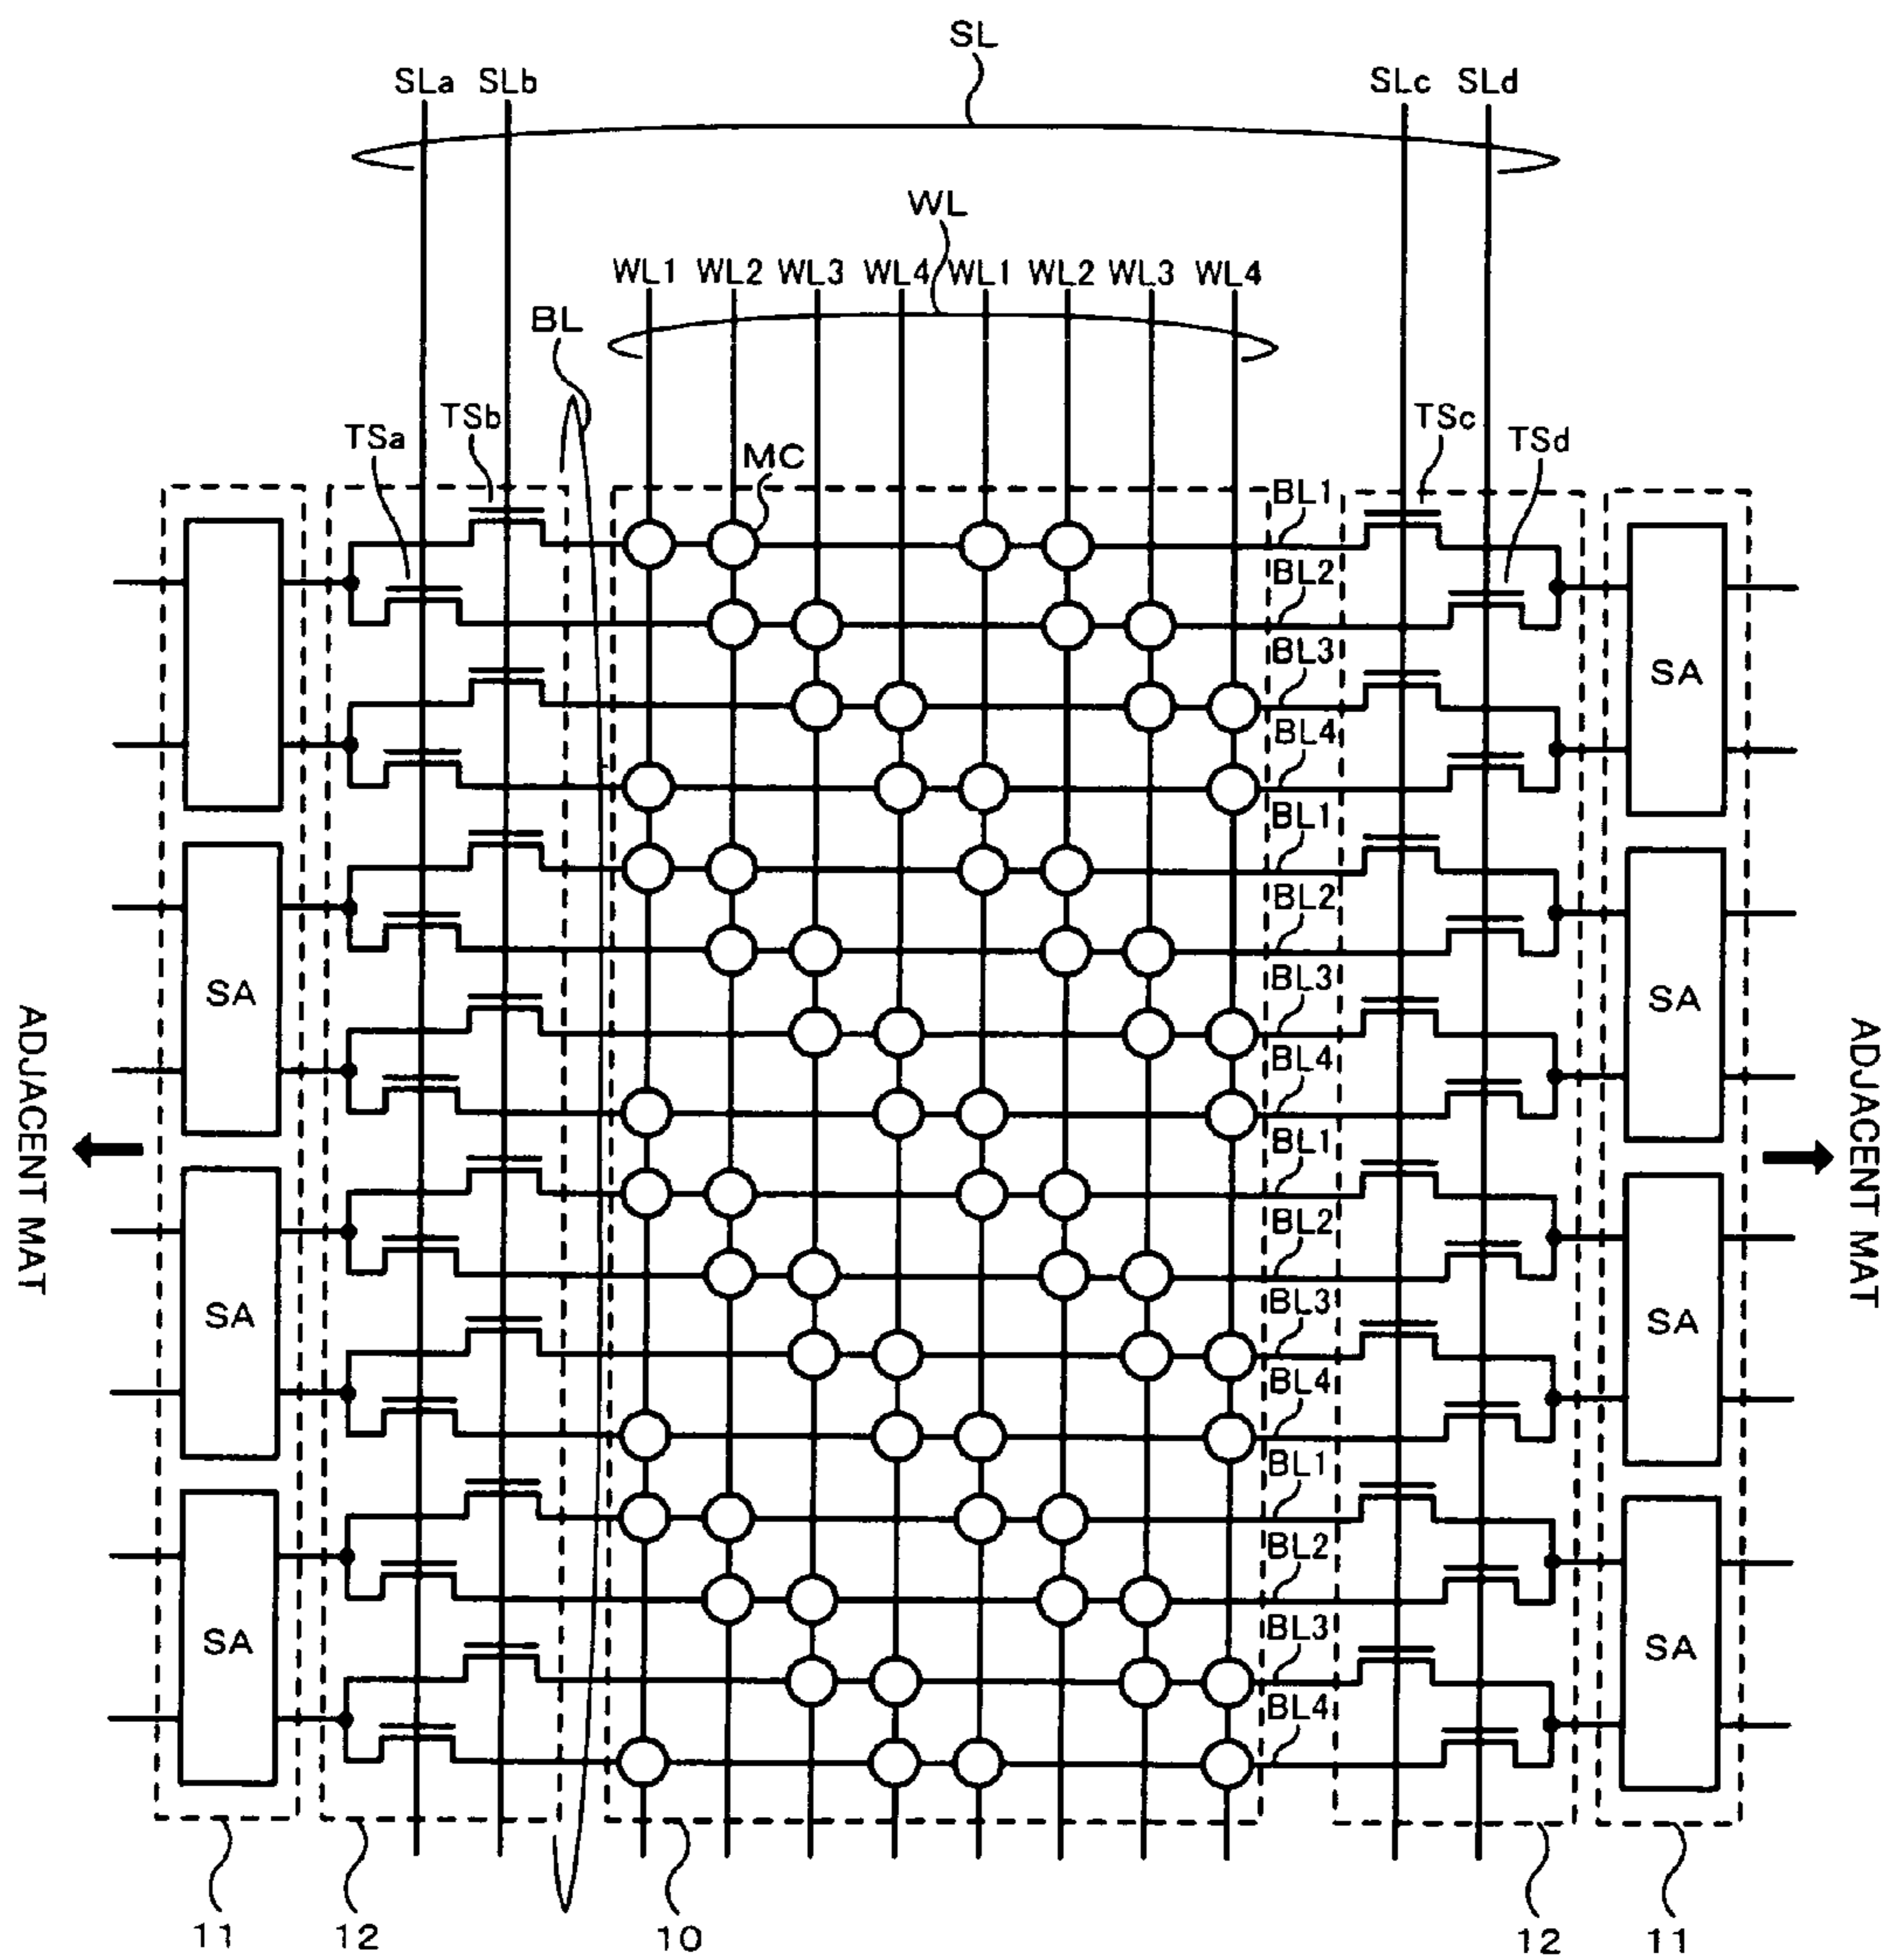 SL
SLa SLb SLc SLd
WL
WL1 WL2 WL3 WL4 WL1 WL2 WL3 WL4
BL
TSa TSb TSc TSd
MC
BL1
BL2
BL3
SA
BL4
BL1
BL2
BL3
SA SA
BL4
BL1
BL2
BL3
SA SA
BL4
BL1
BL2
BL3
SA SA
BL4
ADJACENT MAT
ADJACENT MAT
11 12 10 12 11